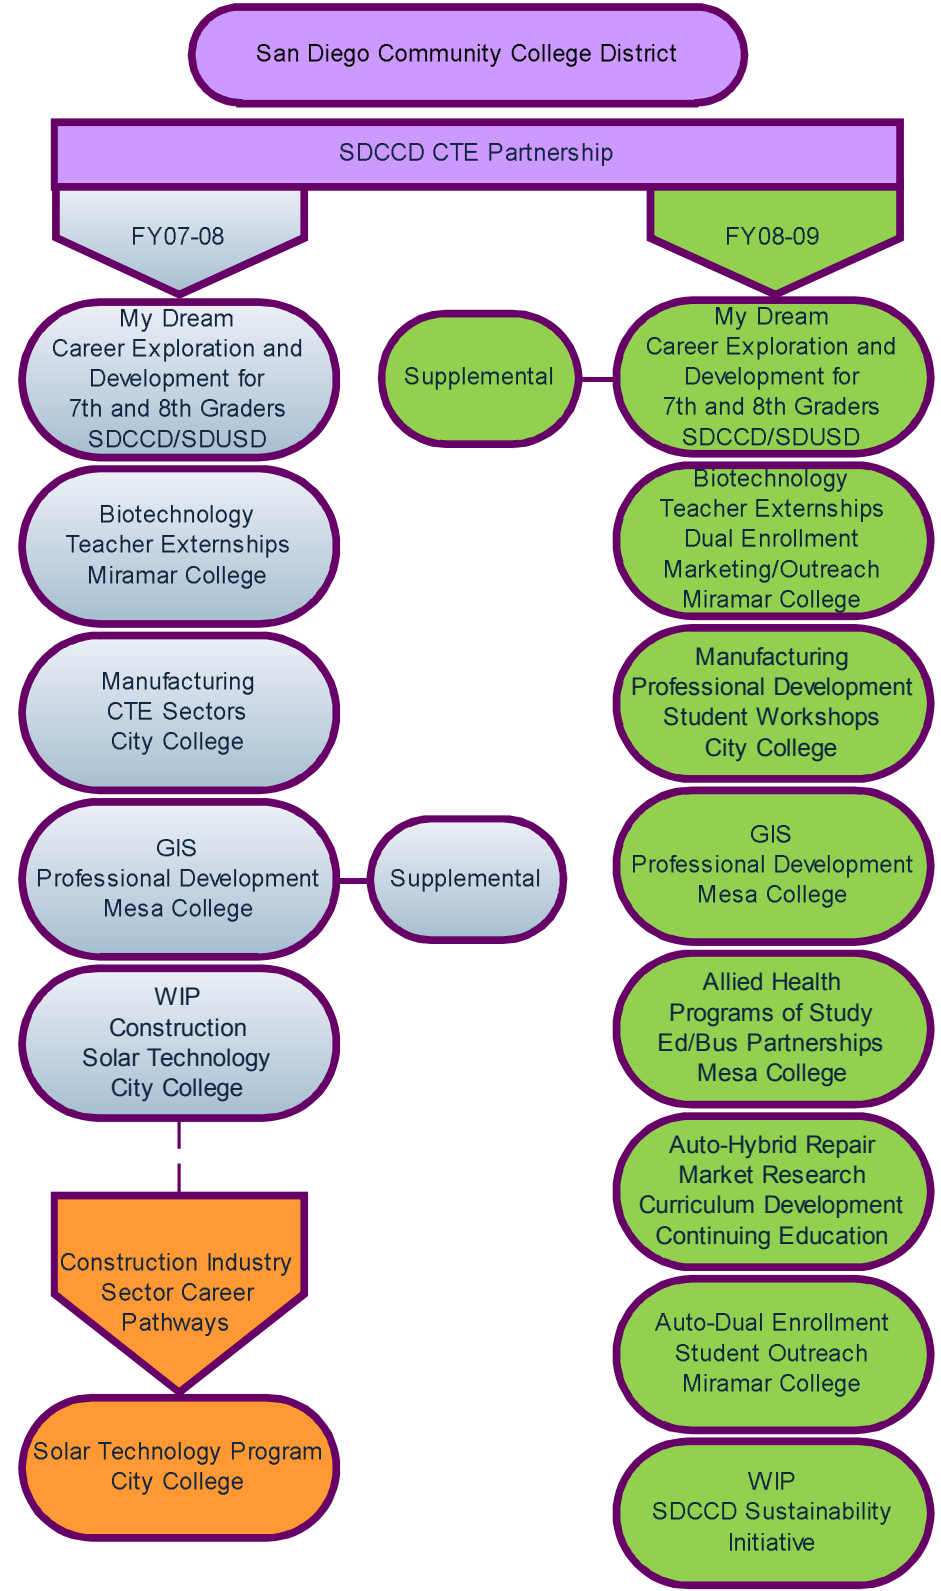 San Diego Community College District
SDCCD CTE Partnership
FY07-08
My Dream
Career Exploration and
Development for
7th and 8th Graders
SDCCD/SDUSD
Biotechnology
Teacher Externships
Miramar College
Manufacturing
CTE Sectors
City College
GIS
Professional Development
Mesa College
Supplemental
WIP
Construction
Solar Technology
City College
Construction Industry
Sector Career
Pathways
Solar Technology Program
City College
FY08-09
Supplemental
My Dream
Career Exploration and
Development for
7th and 8th Graders
SDCCD/SDUSD
Biotechnology
Teacher Externships
Dual Enrollment
Marketing/Outreach
Miramar College
Manufacturing
Professional Development
Student Workshops
City College
GIS
Professional Development
Mesa College
Allied Health
Programs of Study
Ed/Bus Partnerships
Mesa College
Auto-Hybrid Repair
Market Research
Curriculum Development
Continuing Education
Auto-Dual Enrollment
Student Outreach
Miramar College
WIP
SDCCD Sustainability
Initiative